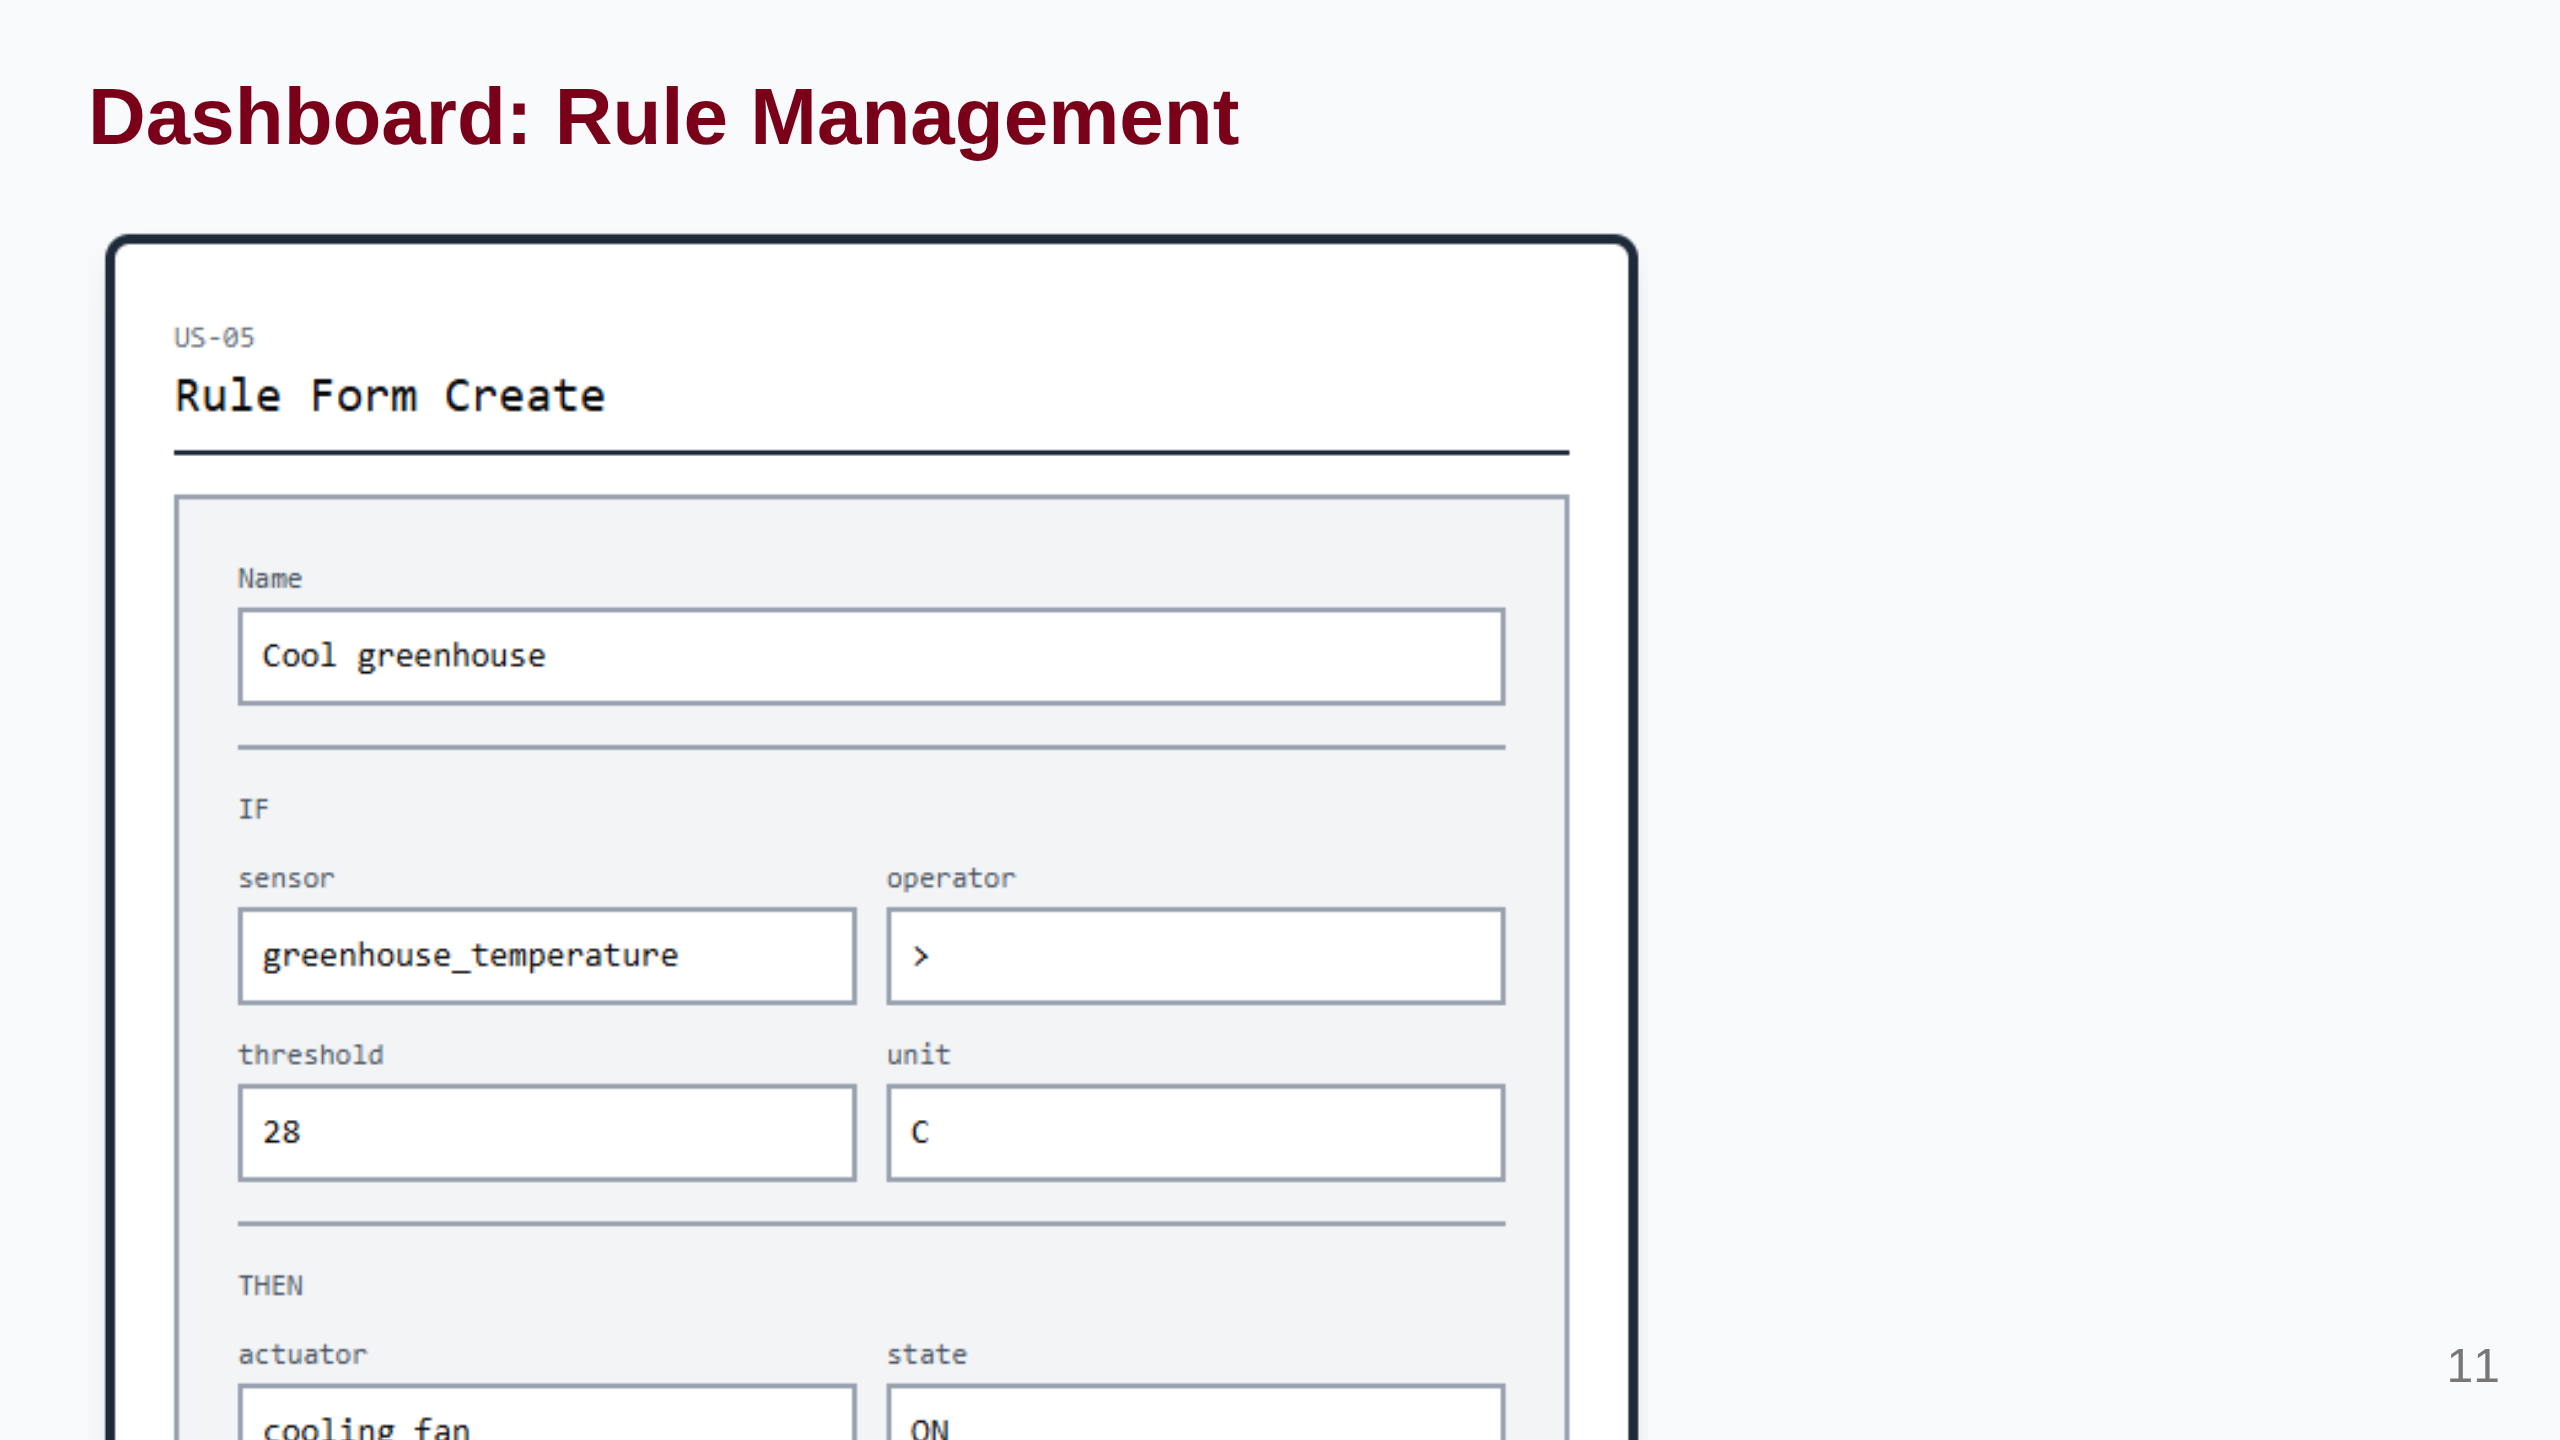 Dashboard: Rule Management
US-05
Rule Form Create
Name
Cool greenhouse
IF
sensor
operator
greenhouse_temperature
>
threshold
unit
28
C
THEN
actuator
state
cooling fan
ON
11